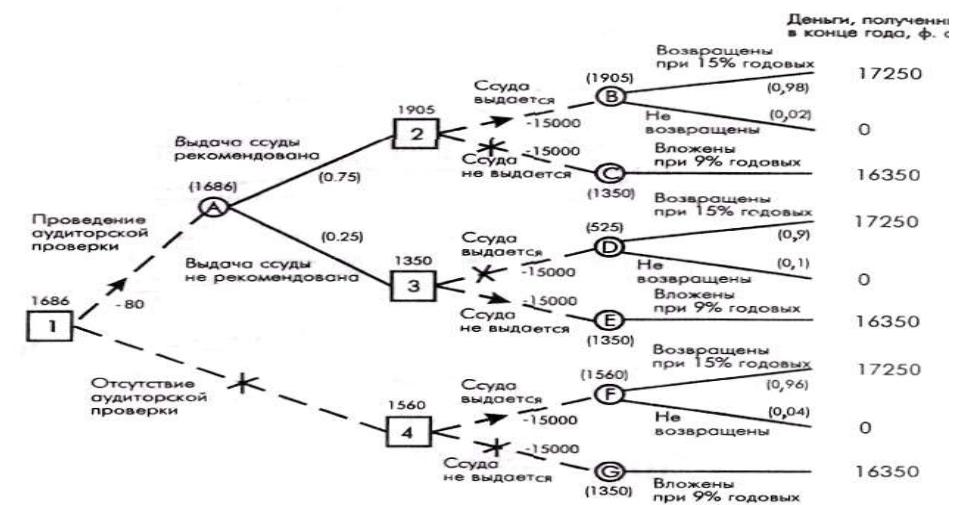 Деньги, полученн
в конце года, ф. с
Возвращены
при 15% годовых
17250
(1905)
B
(0,98)
Ссуда
выдается
-15000
Не
возвращены
(0,02)
0
1905
2
Выдача ссуды
рекомендована
(0.75)
-15000
Ссуда
не выдается
C
(1350)
Вложены
при 9% годовых
16350
(1686)
A
Возвращены
при 15% годовых
17250
(525)
D
(0,9)
Проведение
аудиторской
проверки
(0.25)
Ссуда
выдается
-15000
Не
возвращены
(0,1)
0
Выдача ссуды
не рекомендована
1350
3
-15000
Ссуда
не выдается
E
(1350)
Вложены
при 9% годовых
16350
1686
1
-80
Возвращены
при 15% годовых
17250
(1560)
F
(0,96)
Отсутствие
аудиторской
проверки
Ссуда
выдается
-15000
Не
возвращены
(0,04)
0
1560
4
-15000
Ссуда
не выдается
G
(1350)
Вложены
при 9% годовых
16350